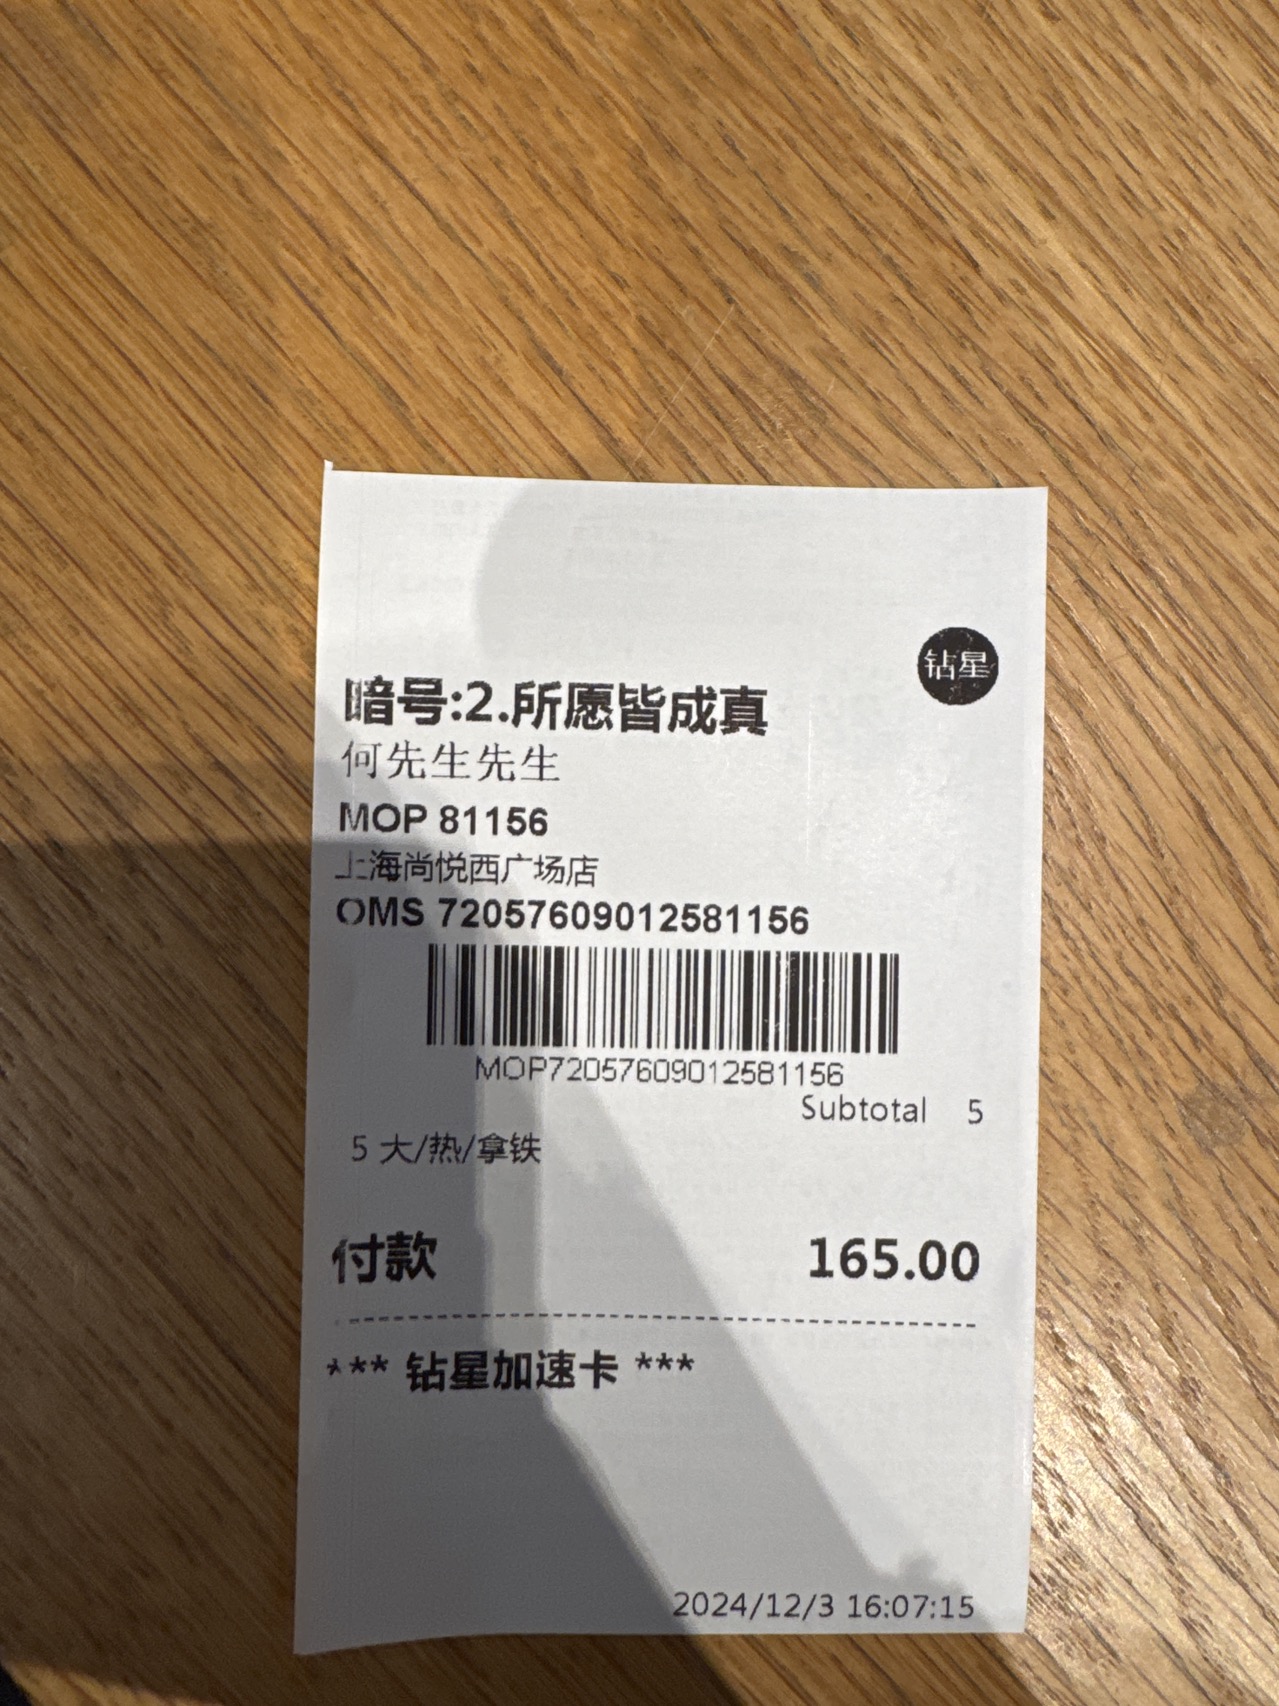 钻星
暗号:2.所愿皆成真
何先生先生
MOP 81156
上海尚悦西广场店
OMS 72057609012581156
MOP72057609012581156
Subtotal 5
5 大/热/拿铁
付款 165.00
*** 钻星加速卡 ***
2024/12/3 16:07:15